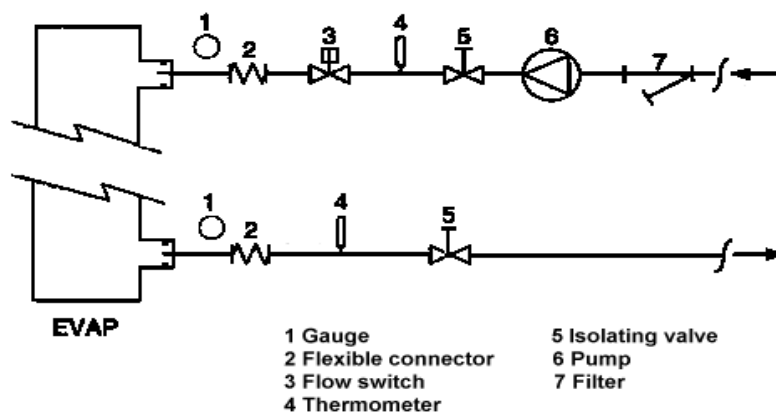 1 2 3 4 5 6 7
1 2 4 5
EVAP
1 Gauge
2 Flexible connector
3 Flow switch
4 Thermometer
5 Isolating valve
6 Pump
7 Filter